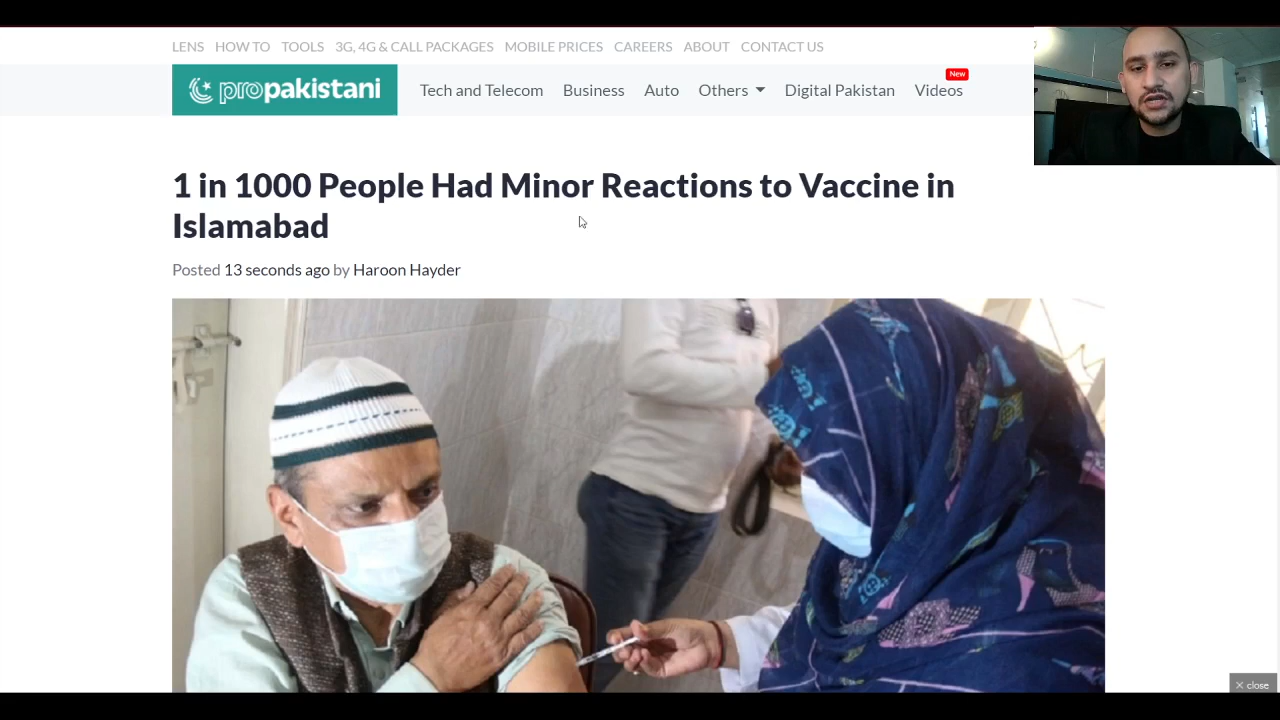 LENS HOW TO TOOLS 3G, 4G & CALL PACKAGES MOBILE PRICES CAREERS ABOUT CONTACT US
propakistani Tech and Telecom Business Auto Others Digital Pakistan Videos New
1 in 1000 People Had Minor Reactions to Vaccine in
Islamabad
Posted 13 seconds ago by Haroon Hayder
close